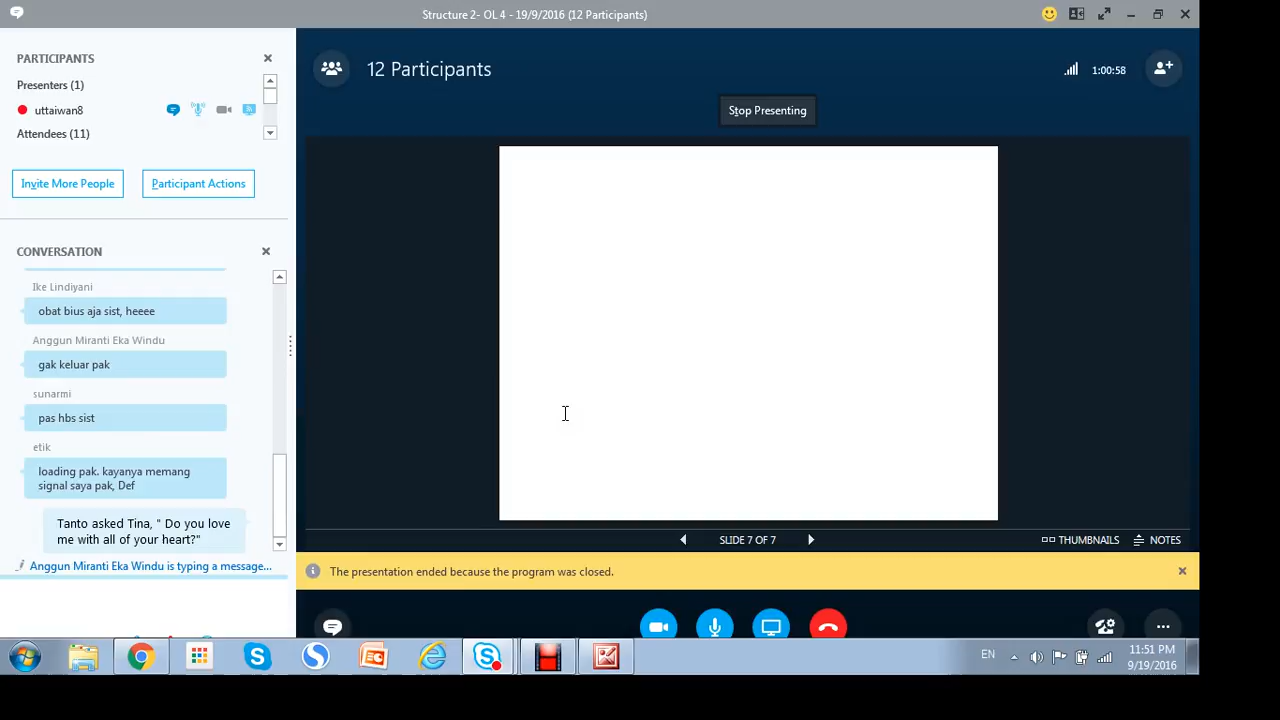 Structure 2- OL 4 - 19/9/2016 (12 Participants)
PARTICIPANTS
Presenters (1)
uttaiwan8
Attendees (11)
Invite More People
Participant Actions
CONVERSATION
Ike Lindiyani
obat bius aja sist, heeee
Anggun Miranti Eka Windu
gak keluar pak
sunarmi
pas hbs sist
etik
loading pak. kayanya memang
signal saya pak, Def
Tanto asked Tina, " Do you love
me with all of your heart?"
Anggun Miranti Eka Windu is typing a message...
12 Participants
1:00:58
Stop Presenting
SLIDE 7 OF 7
THUMBNAILS
NOTES
The presentation ended because the program was closed.
EN
11:51 PM
9/19/2016